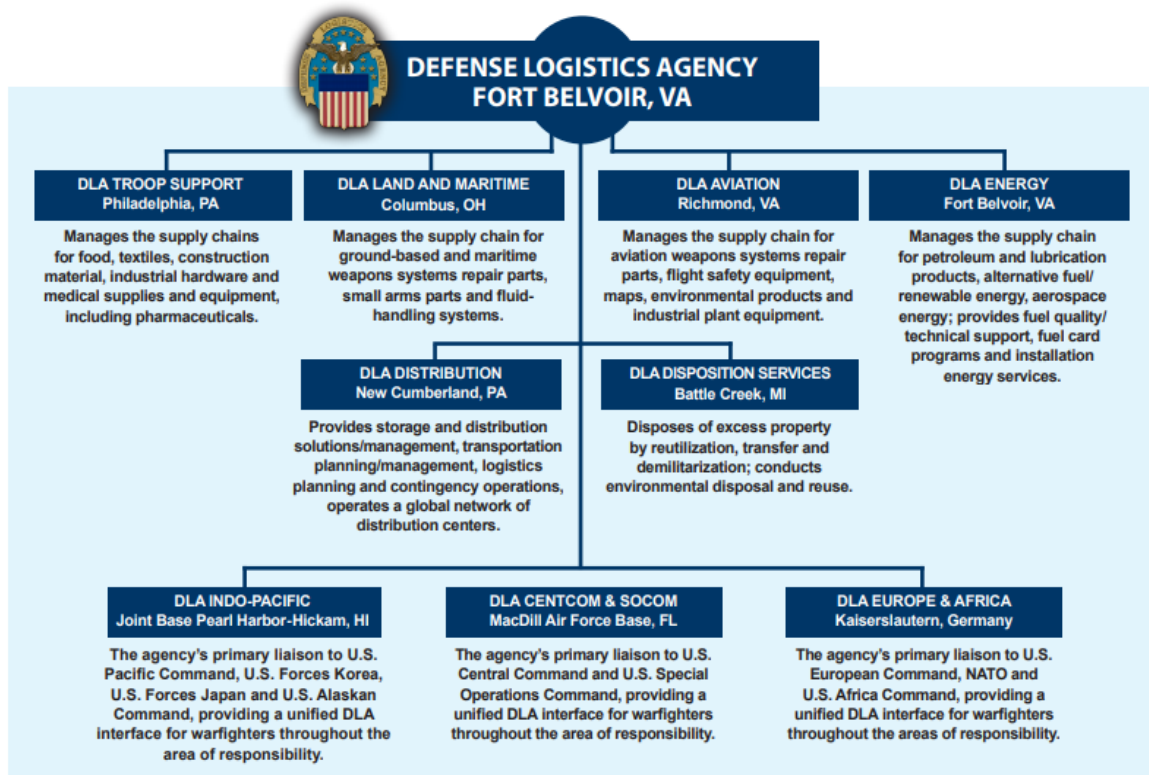 DEFENSE LOGISTICS AGENCY
FORT BELVOIR, VA
DLA TROOP SUPPORT
Philadelphia, PA
Manages the supply chains
for food, textiles, construction
material, industrial hardware and
medical supplies and equipment,
including pharmaceuticals.
DLA LAND AND MARITIME
Columbus, OH
Manages the supply chain for
ground-based and maritime
weapons systems repair parts,
small arms parts and fluid-
handling systems.
DLA AVIATION
Richmond, VA
Manages the supply chain for
aviation weapons systems repair
parts, flight safety equipment,
maps, environmental products and
industrial plant equipment.
DLA ENERGY
Fort Belvoir, VA
Manages the supply chain
for petroleum and lubrication
products, alternative fuel/
renewable energy, aerospace
energy; provides fuel quality/
technical support, fuel card
programs and installation
energy services.
DLA DISTRIBUTION
New Cumberland, PA
Provides storage and distribution
solutions/management, transportation
planning/management, logistics
planning and contingency operations,
operates a global network of
distribution centers.
DLA DISPOSITION SERVICES
Battle Creek, MI
Disposes of excess property
by reutilization, transfer and
demilitarization; conducts
environmental disposal and reuse.
DLA INDO-PACIFIC
Joint Base Pearl Harbor-Hickam, HI
The agency's primary liaison to U.S.
Pacific Command, U.S. Forces Korea,
U.S. Forces Japan and U.S. Alaskan
Command, providing a unified DLA
interface for warfighters throughout the
area of responsibility.
DLA CENTCOM & SOCOM
MacDill Air Force Base, FL
The agency's primary liaison to U.S.
Central Command and U.S. Special
Operations Command, providing a
unified DLA interface for warfighters
throughout the area of responsibility.
DLA EUROPE & AFRICA
Kaiserslautern, Germany
The agency's primary liaison to U.S.
European Command, NATO and
U.S. Africa Command, providing a
unified DLA interface for warfighters
throughout the areas of responsibility.